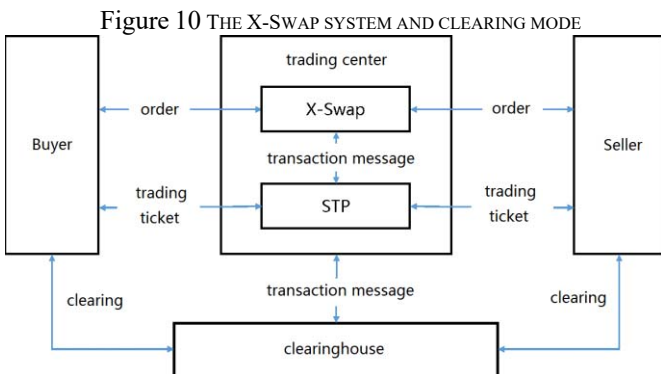 Figure 10 THE X-SWAP SYSTEM AND CLEARING MODE
trading center
X-Swap
order
order
Buyer
Seller
transaction message
trading
ticket
STP
trading
ticket
transaction message
clearing
clearing
clearinghouse